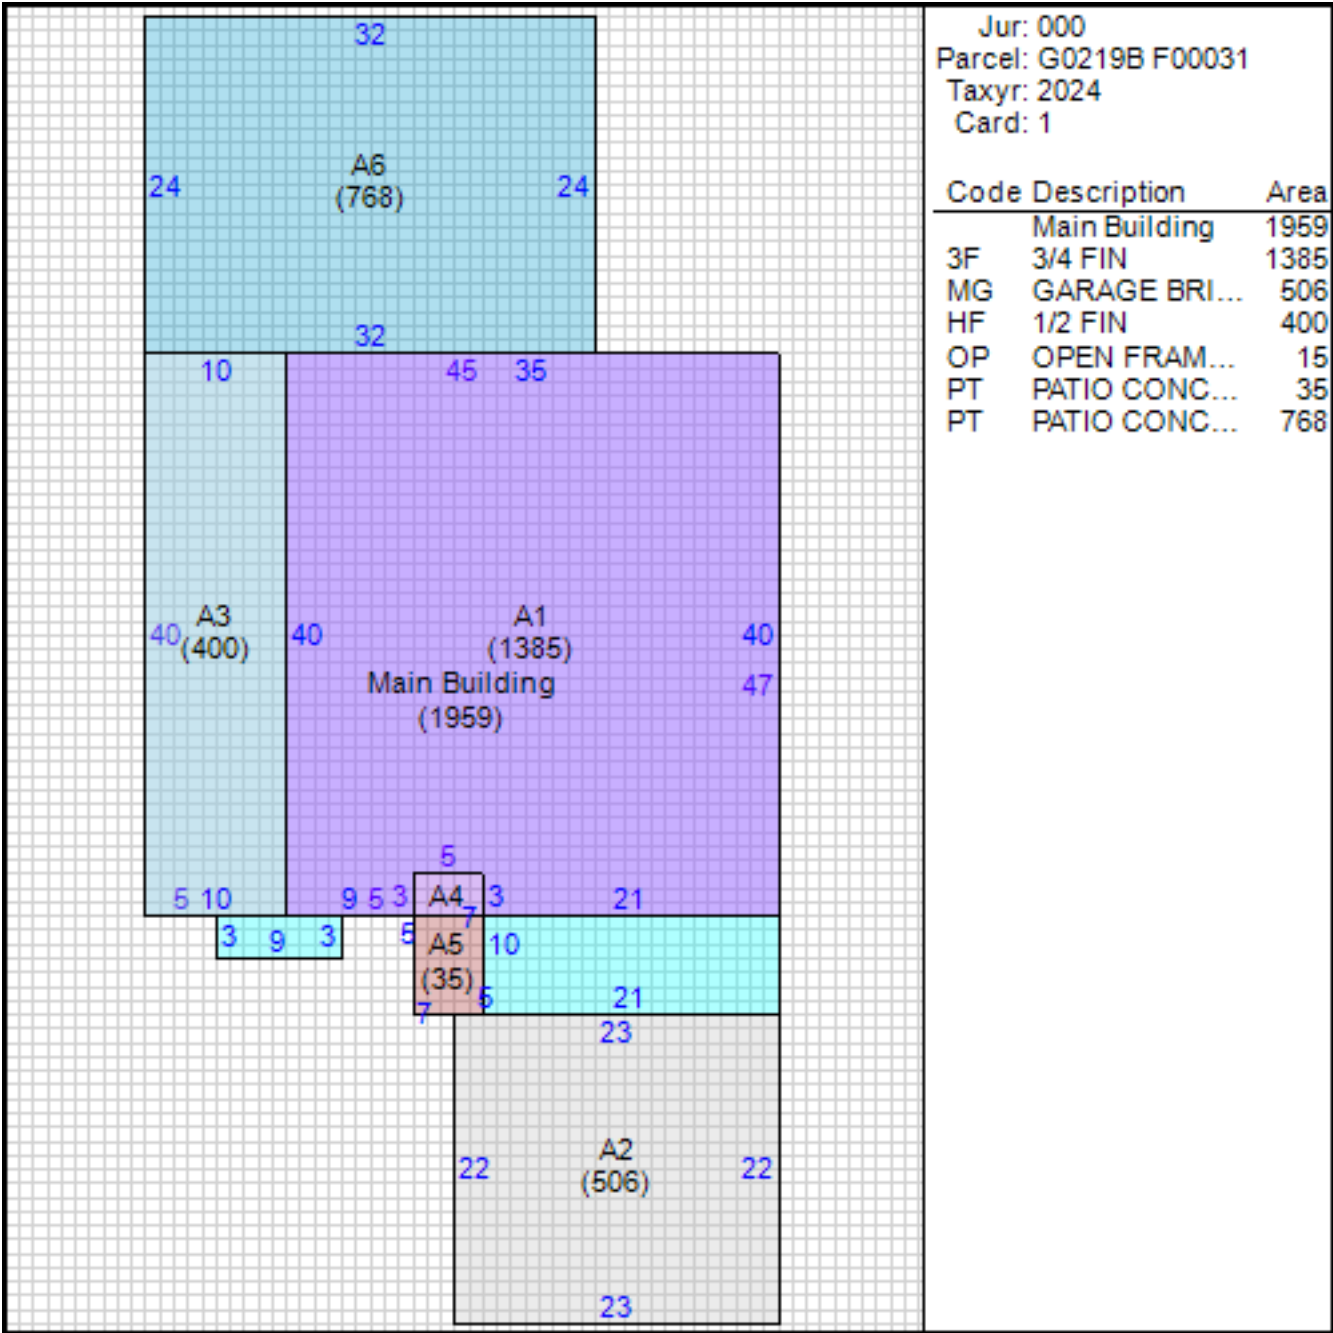 32
A6
(768)
24 24
32
10 45 35
A3
(400)
40 40
A1
(1385)
40
Main Building
(1959)
47
5
5 10 9 5 3 A4 3 21
7
3 9 3 5 A5 10
(35)
5 21
7
23
A2
(506)
22 22
23
Jur: 000
Parcel: G0219B F00031
Taxyr: 2024
Card: 1
Code Description Area
Main Building 1959
3F 3/4 FIN 1385
MG GARAGE BRI... 506
HF 1/2 FIN 400
OP OPEN FRAM... 15
PT PATIO CONC... 35
PT PATIO CONC... 768